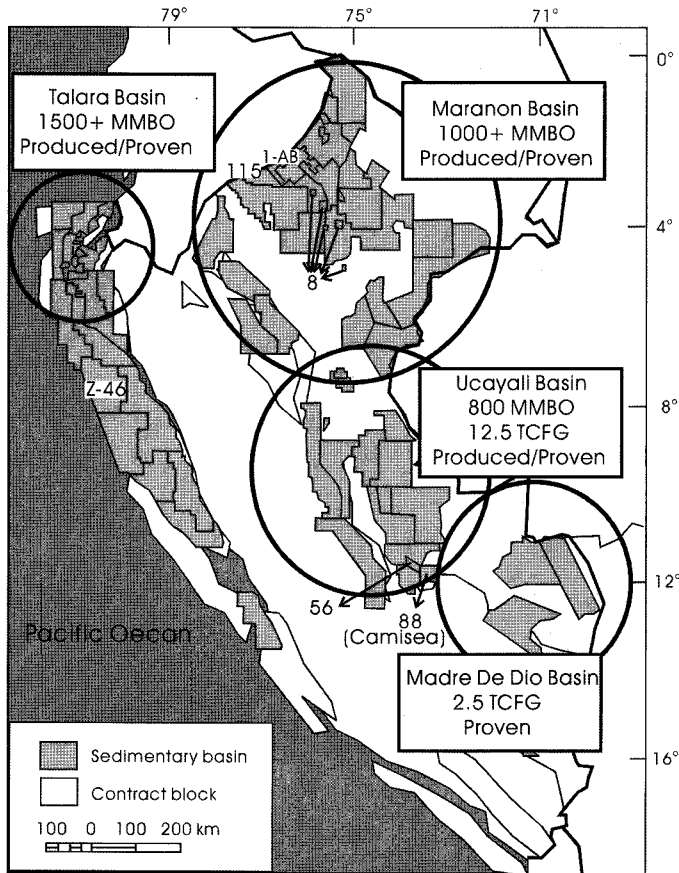 79°
75°
71°
0°
Talara Basin
1500+ MMBO
Produced/Proven
Maranon Basin
1000+ MMBO
Produced/Proven
1-AB
115
4°
8
Z-46
Ucayali Basin
800 MMBO
12.5 TCFG
Produced/Proven
8°
12°
56
88
(Camisea)
Pacific Oecan
Madre De Dio Basin
2.5 TCFG
Proven
16°
Sedimentary basin
Contract block
100 0 100 200 km